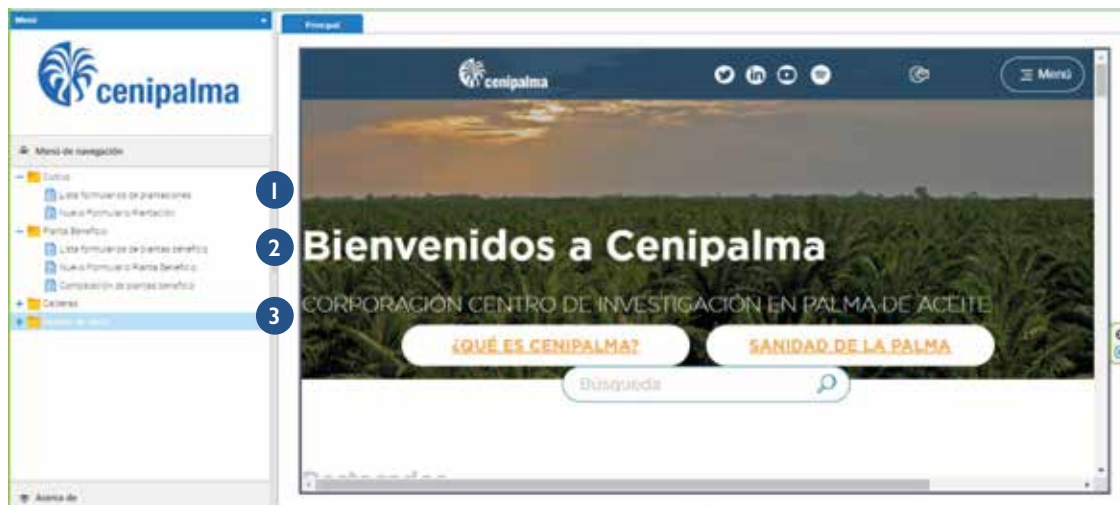 Menú
cenipalma
Menú de navegación
Cultivo
Lista formularios de plantaciones
Nuevo Formulario Plantación
Planta Beneficio
Lista formularios de plantas beneficio
Nuevo Formulario Planta Beneficio
Comparación de plantas beneficio
Calderas
Acerca de
1
2
3
Principal
cenipalma
Menú
Bienvenidos a Cenipalma
CORPORACIÓN CENTRO DE INVESTIGACIÓN EN PALMA DE ACEITE
¿QUÉ ES CENIPALMA?
SANIDAD DE LA PALMA
Búsqueda